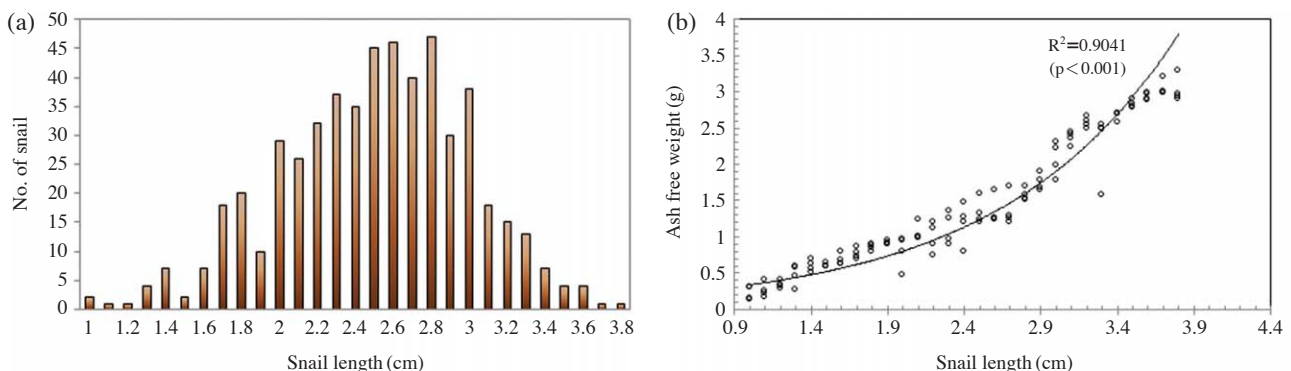 (a)
50
45
40
35
30
25
20
15
10
5
0
No. of snail
1 1.2 1.4 1.6 1.8 2 2.2 2.4 2.6 2.8 3 3.2 3.4 3.6 3.8
Snail length (cm)
(b)
4
3.5
3
2.5
2
1.5
1
0.5
0
Ash free weight (g)
R²=0.9041
(p<0.001)
0.9 1.4 1.9 2.4 2.9 3.4 3.9 4.4
Snail length (cm)